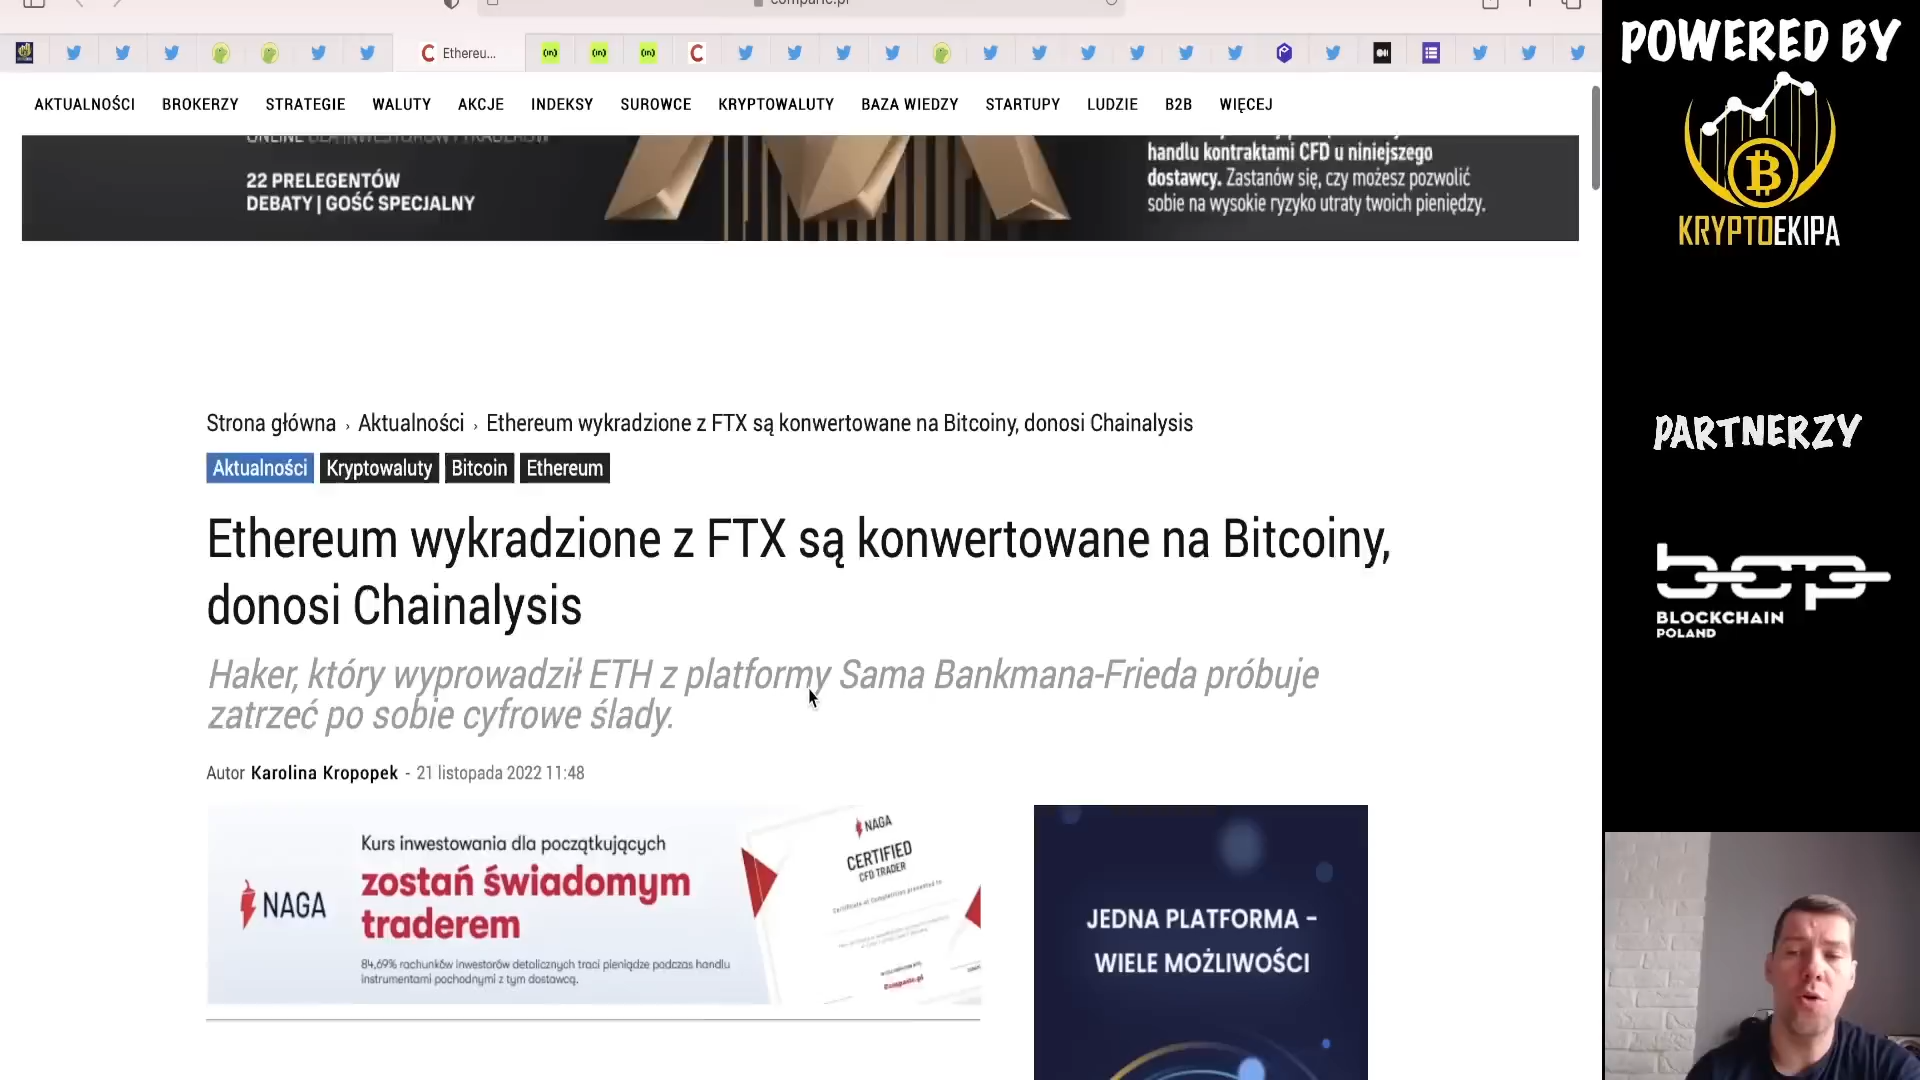 comparic.pl
Ethereu...
AKTUALNOŚCI BROKERZY STRATEGIE WALUTY AKCJE INDEKSY SUROWCE KRYPTOWALUTY BAZA WIEDZY STARTUPY LUDZIE B2B WIĘCEJ
22 PRELEGENTÓW
DEBATY | GOŚĆ SPECJALNY
handlu kontraktami CFD u niniejszego
dostawcy. Zastanów się, czy możesz pozwolić
sobie na wysokie ryzyko utraty twoich pieniędzy.
Strona główna › Aktualności › Ethereum wykradzione z FTX są konwertowane na Bitcoiny, donosi Chainalysis
Aktualności Kryptowaluty Bitcoin Ethereum
Ethereum wykradzione z FTX są konwertowane na Bitcoiny,
donosi Chainalysis
Haker, który wyprowadził ETH z platformy Sama Bankmana-Frieda próbuje
zatrzeć po sobie cyfrowe ślady.
Autor Karolina Kropopek - 21 listopada 2022 11:48
NAGA
Kurs inwestowania dla początkujących
zostań świadomym
traderem
84,69% rachunków inwestorów detalicznych traci pieniądze podczas handlu
instrumentami pochodnymi z tym dostawcą.
NAGA
CERTIFIED
CFD TRADER
JEDNA PLATFORMA –
WIELE MOŻLIWOŚCI
POWERED BY
KRYPTOEKIPA
PARTNERZY
bcp
BLOCKCHAIN
POLAND